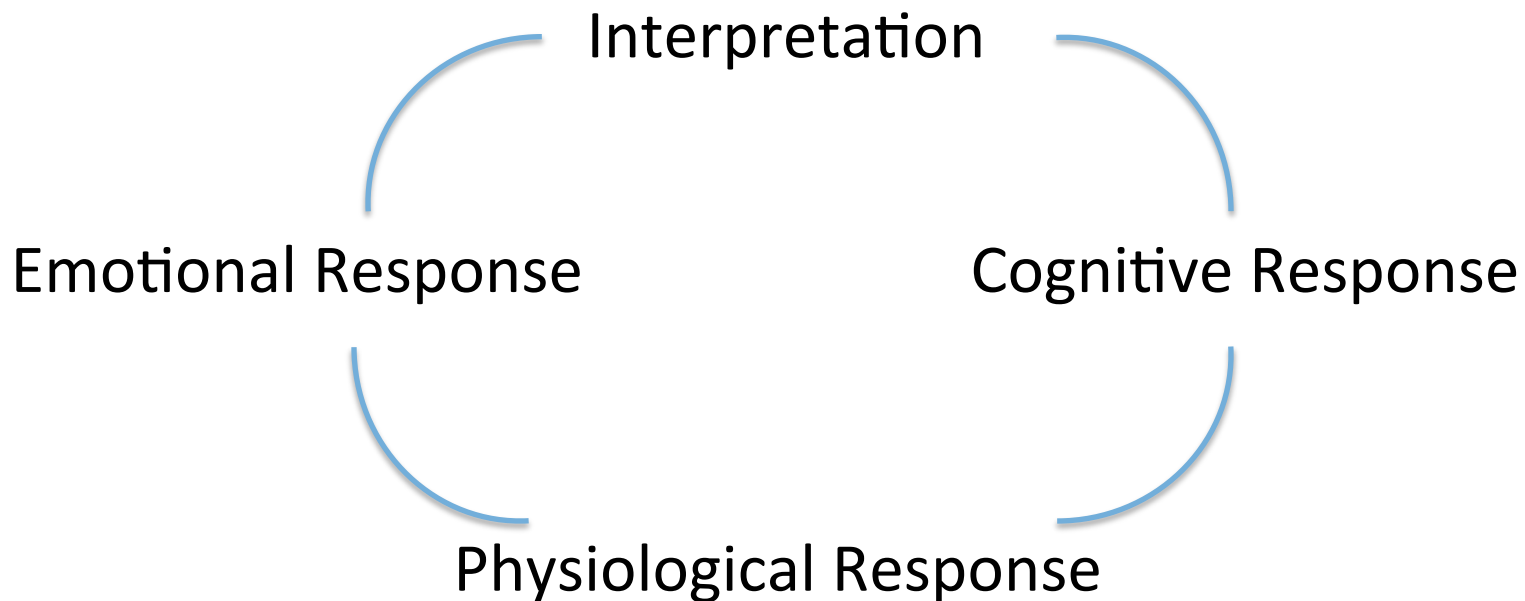 Interpretation
Emotional Response
Cognitive Response
Physiological Response